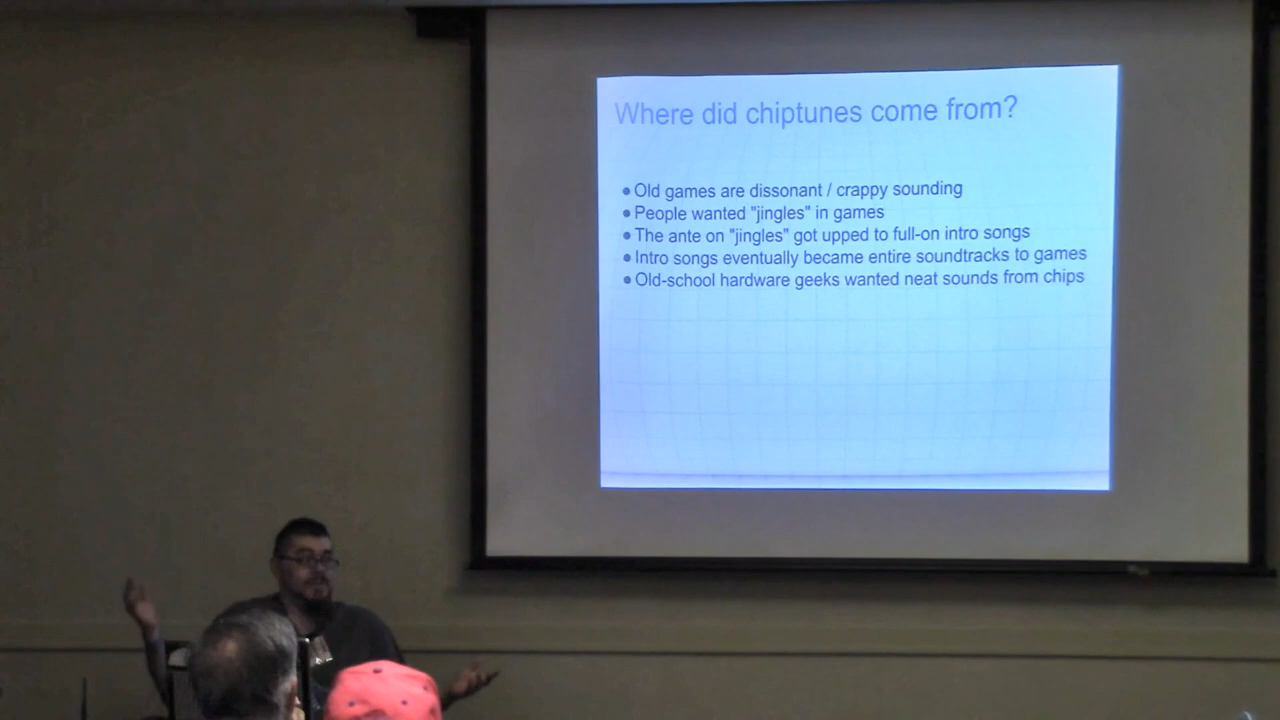 Where did chiptunes come from?
Old games are dissonant / crappy sounding
People wanted "jingles" in games
The ante on "jingles" got upped to full-on intro songs
Intro songs eventually became entire soundtracks to games
Old-school hardware geeks wanted neat sounds from chips